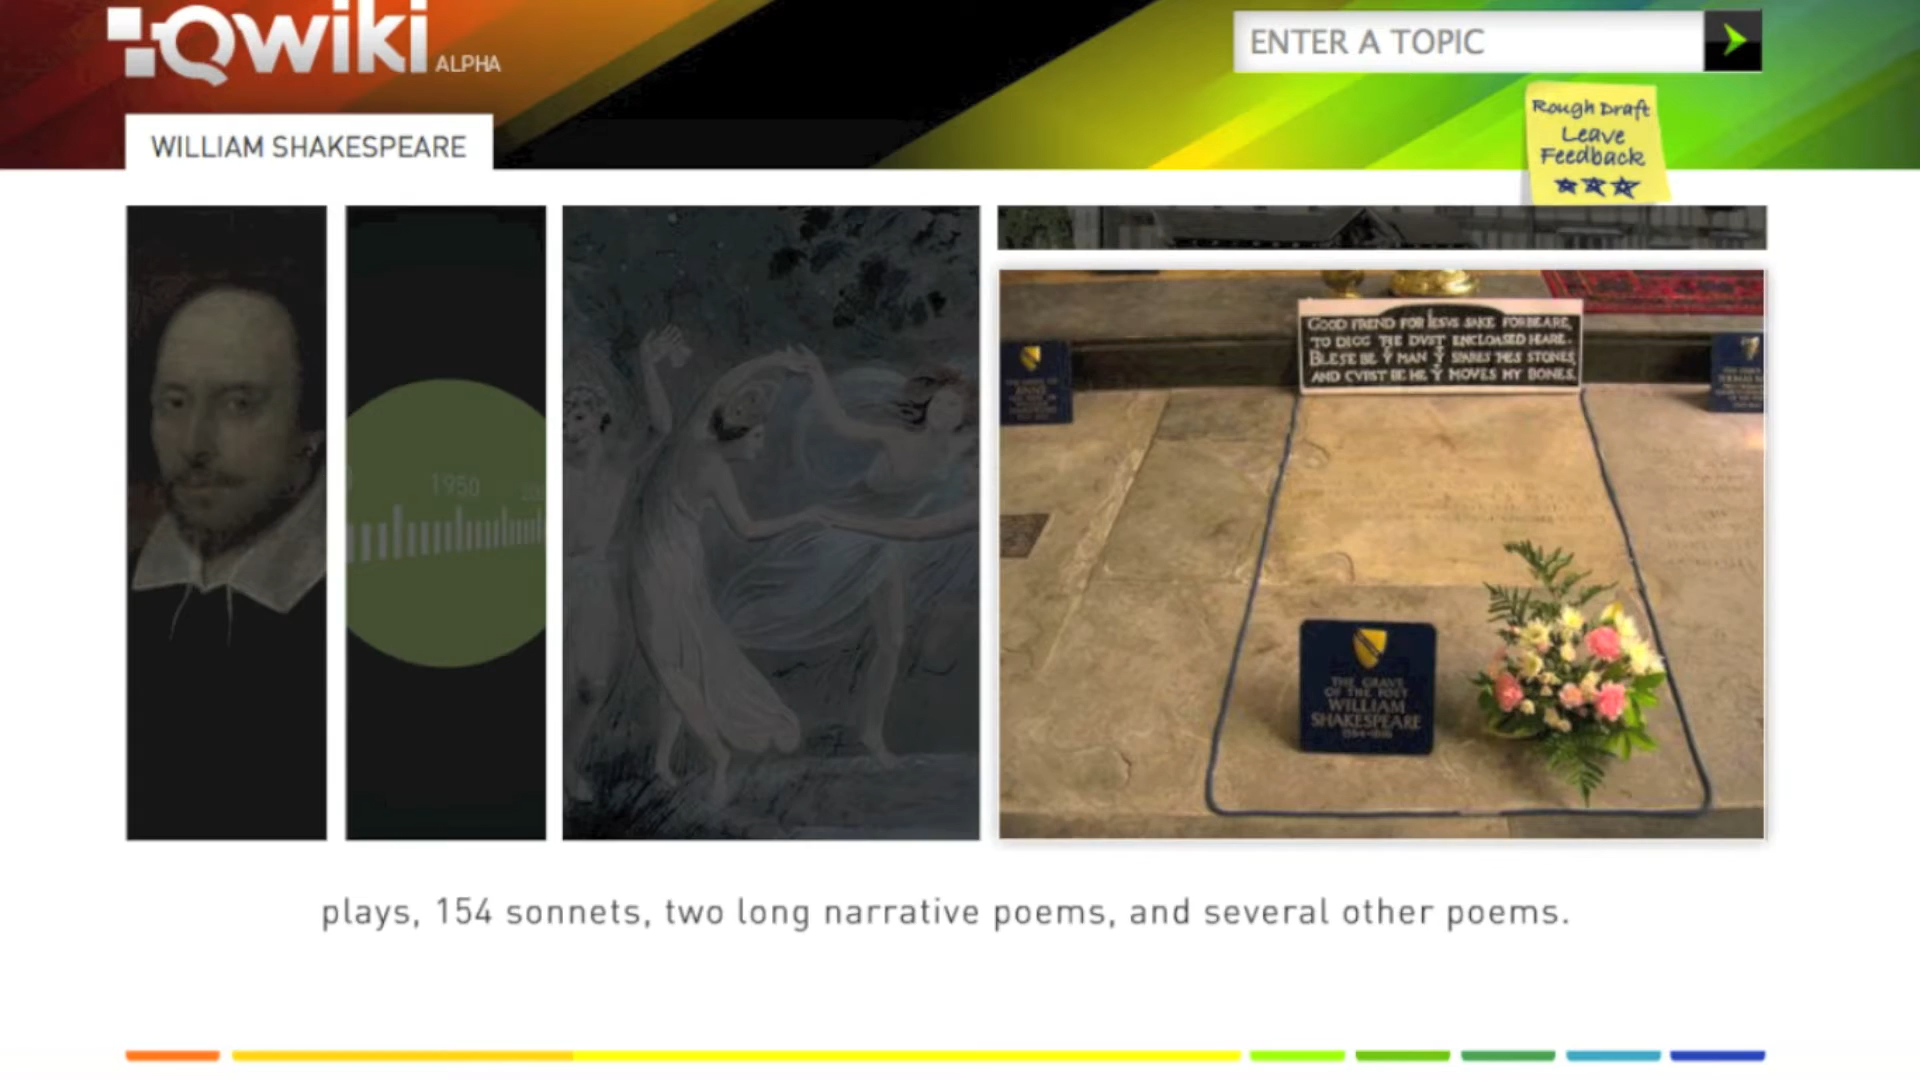 Qwiki ALPHA
ENTER A TOPIC
Rough Draft
Leave
Feedback
WILLIAM SHAKESPEARE
1950
GOOD FREND FOR IESVS SAKE FORBEARE,
TO DIGG THE DVST ENCLOASED HEARE.
BLESE BE Y MAN Y SPARES THES STONES,
AND CVRST BE HE Y MOVES MY BONES.
THE GRAVE
OF THE POET
WILLIAM
SHAKESPEARE
1564-1616
plays, 154 sonnets, two long narrative poems, and several other poems.